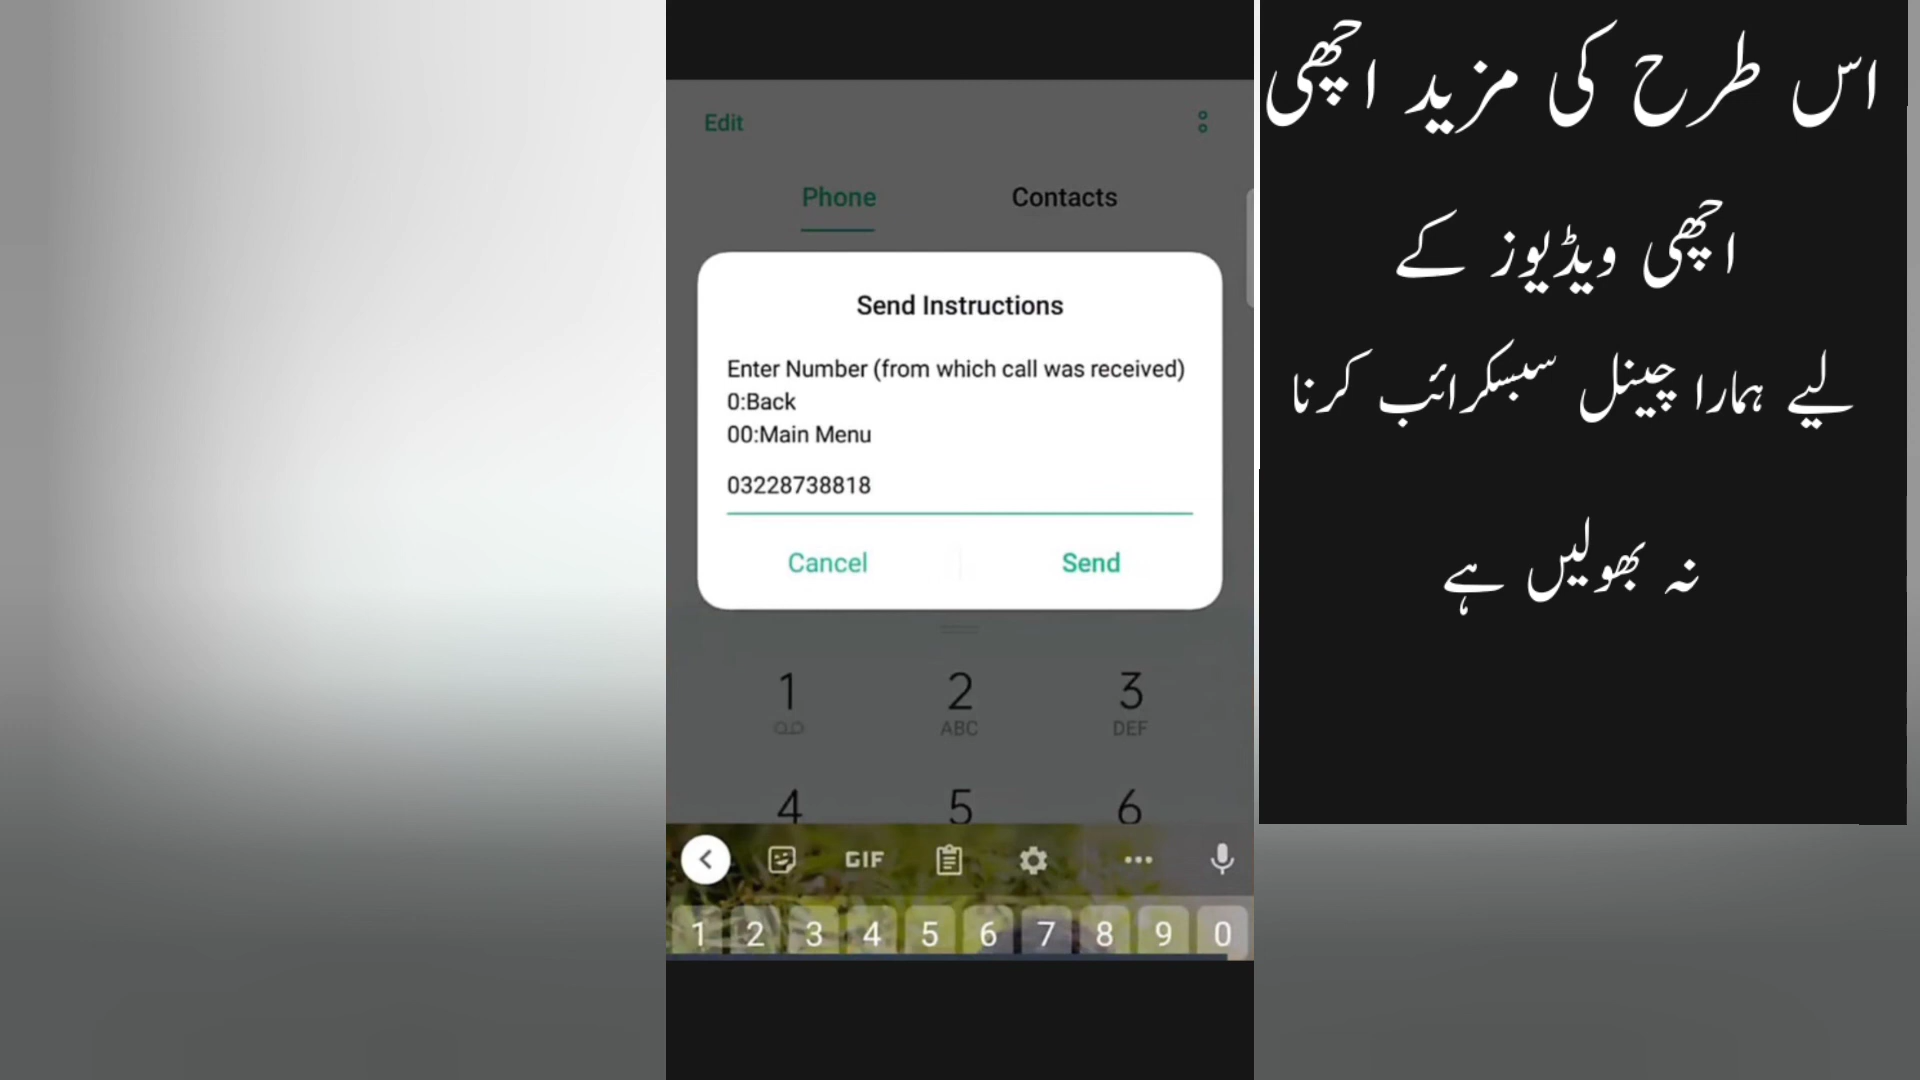 Edit
Phone
Contacts
Send Instructions
Enter Number (from which call was received)
0:Back
00:Main Menu
03228738818
Cancel
Send
1
2
ABC
3
DEF
4
5
6
GIF
1 2 3 4 5 6 7 8 9 0
اس طرح کی مزید اچھی
اچھی ویڈیوز کے
لیے ہمارا چینل سبسکرائب کرنا
نہ بھولیں ہے